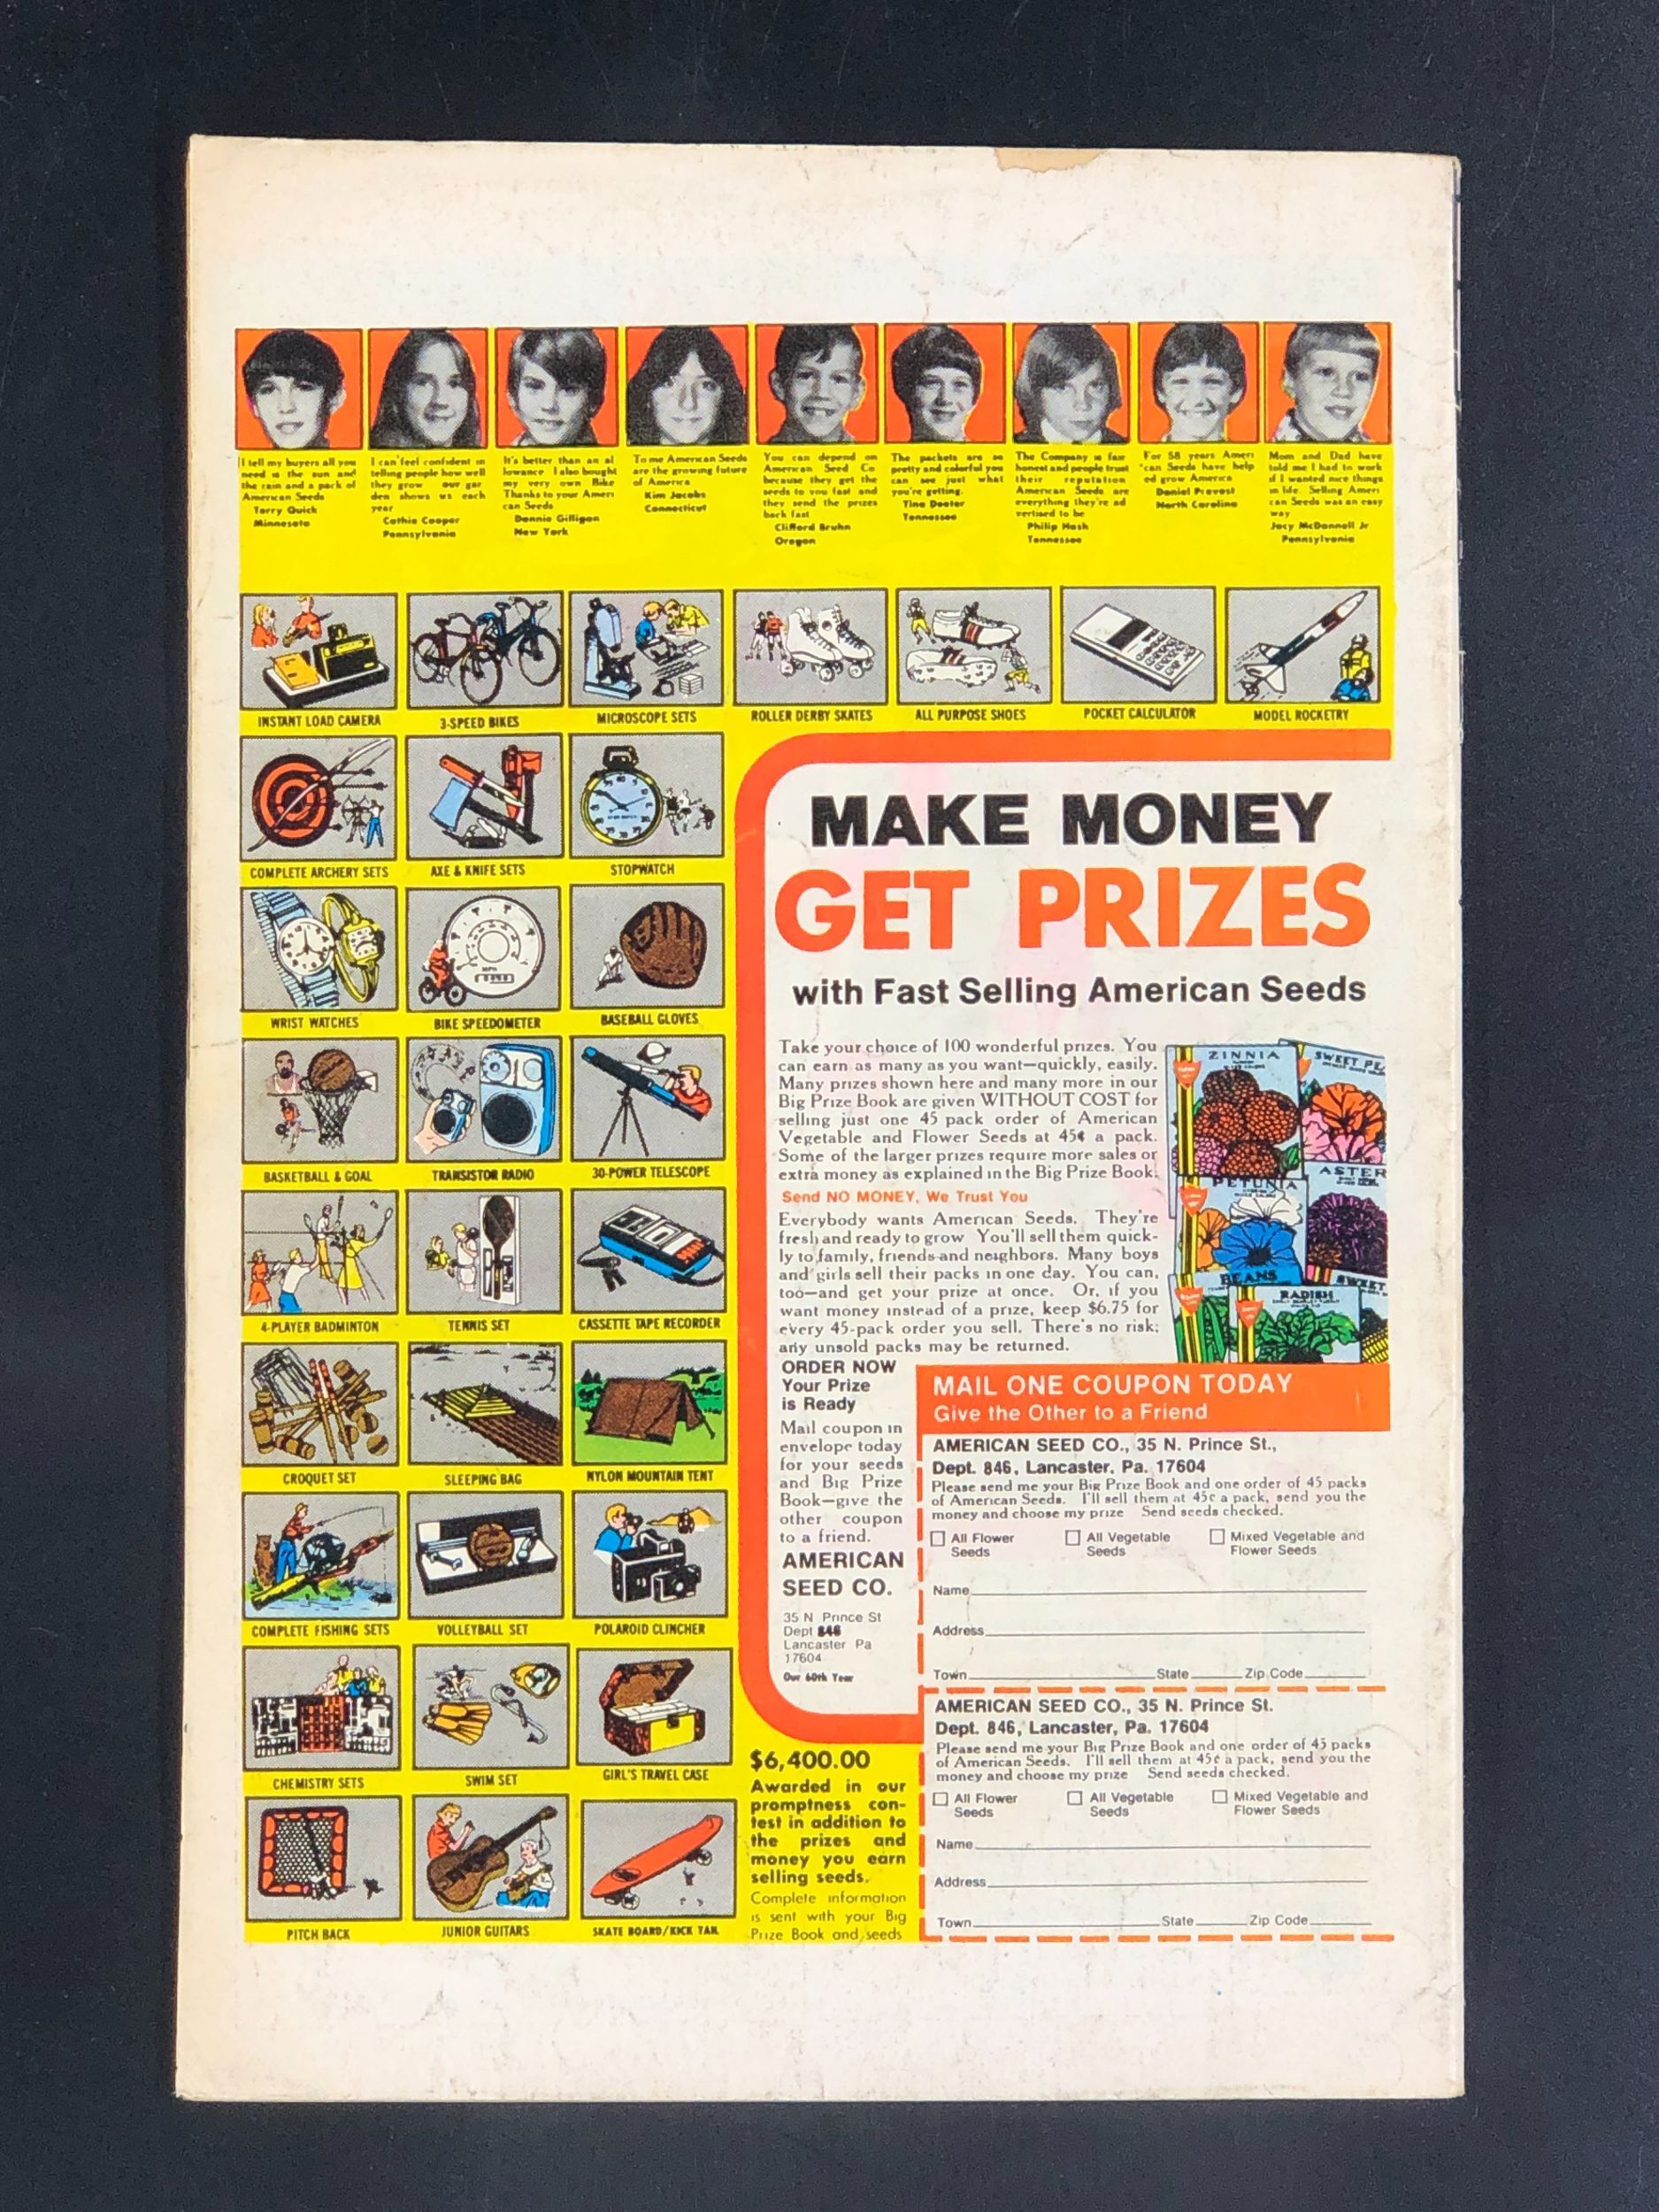 I tell my buyers all you
need is the sun and
the rain and a pack of
American Seeds
Terry Quick
Minnesota
I can feel confident in
telling people how well
they grow our gar
den shows us each
year
Cathie Cooper
Pennsylvania
It's better than an al
lowance I also bought
my very own Bike
Thanks to your Ameri
can Seeds
Dennis Gilligan
New York
To me American Seeds
are the growing future
of America
Kim Jacobs
Connecticut
You can depend on
American Seed Co
because they get the
seeds to you fast and
they send the prizes
back fast
Clifford Bruhn
Oregon
The packets are so
pretty and colorful you
can see just what
you're getting.
Tina Deeter
Tennessee
The Company is fair
honest and people trust
their reputation
American Seeds are
everything they're ad
vertised to be
Philip Hash
Tennessee
For 58 years Ameri
can Seeds have help
ed grow America
Daniel Provost
North Carolina
Mom and Dad have
told me I had to work
if I wanted nice things
in life. Selling Ameri
can Seeds was an easy
way
Jacy McDonnell Jr
Pennsylvania
INSTANT LOAD CAMERA
3-SPEED BIKES
MICROSCOPE SETS
ROLLER DERBY SKATES
ALL PURPOSE SHOES
POCKET CALCULATOR
MODEL ROCKETRY
COMPLETE ARCHERY SETS
AXE & KNIFE SETS
STOPWATCH
WRIST WATCHES
BIKE SPEEDOMETER
BASEBALL GLOVES
BASKETBALL & GOAL
TRANSISTOR RADIO
30-POWER TELESCOPE
4-PLAYER BADMINTON
TENNIS SET
CASSETTE TAPE RECORDER
CROQUET SET
SLEEPING BAG
NYLON MOUNTAIN TENT
COMPLETE FISHING SETS
VOLLEYBALL SET
POLAROID CLINCHER
CHEMISTRY SETS
SWIM SET
GIRL'S TRAVEL CASE
PITCH BACK
JUNIOR GUITARS
SKATE BOARD/KICK TAIL
MAKE MONEY
GET PRIZES
with Fast Selling American Seeds
Take your choice of 100 wonderful prizes. You
can earn as many as you want—quickly, easily.
Many prizes shown here and many more in our
Big Prize Book are given WITHOUT COST for
selling just one 45 pack order of American
Vegetable and Flower Seeds at 45¢ a pack.
Some of the larger prizes require more sales or
extra money as explained in the Big Prize Book.
Send NO MONEY, We Trust You
Everybody wants American Seeds. They're
fresh and ready to grow You'll sell them quick-
ly to family, friends and neighbors. Many boys
and girls sell their packs in one day. You can,
too—and get your prize at once. Or, if you
want money instead of a prize, keep $6.75 for
every 45-pack order you sell. There's no risk;
any unsold packs may be returned.
ZINNIA
SWEET PE
ASTER
PETUNIA
BEANS
RADISH
SWEET
ORDER NOW
Your Prize
is Ready
Mail coupon in
envelope today
for your seeds
and Big Prize
Book—give the
other coupon
to a friend.
AMERICAN
SEED CO.
35 N Prince St
Dept 846
Lancaster Pa
17604
Our 60th Year
$6,400.00
Awarded in our
promptness con-
test in addition to
the prizes and
money you earn
selling seeds.
Complete information
is sent with your Big
Prize Book and seeds
MAIL ONE COUPON TODAY
Give the Other to a Friend
AMERICAN SEED CO., 35 N. Prince St.,
Dept. 846, Lancaster, Pa. 17604
Please send me your Big Prize Book and one order of 45 packs
of American Seeds. I'll sell them at 45¢ a pack, send you the
money and choose my prize Send seeds checked.
All Flower Seeds
All Vegetable Seeds
Mixed Vegetable and Flower Seeds
Name
Address
Town State Zip Code
AMERICAN SEED CO., 35 N. Prince St.
Dept. 846, Lancaster, Pa. 17604
Please send me your Big Prize Book and one order of 45 packs
of American Seeds. I'll sell them at 45¢ a pack, send you the
money and choose my prize Send seeds checked.
All Flower Seeds
All Vegetable Seeds
Mixed Vegetable and Flower Seeds
Name
Address
Town State Zip Code